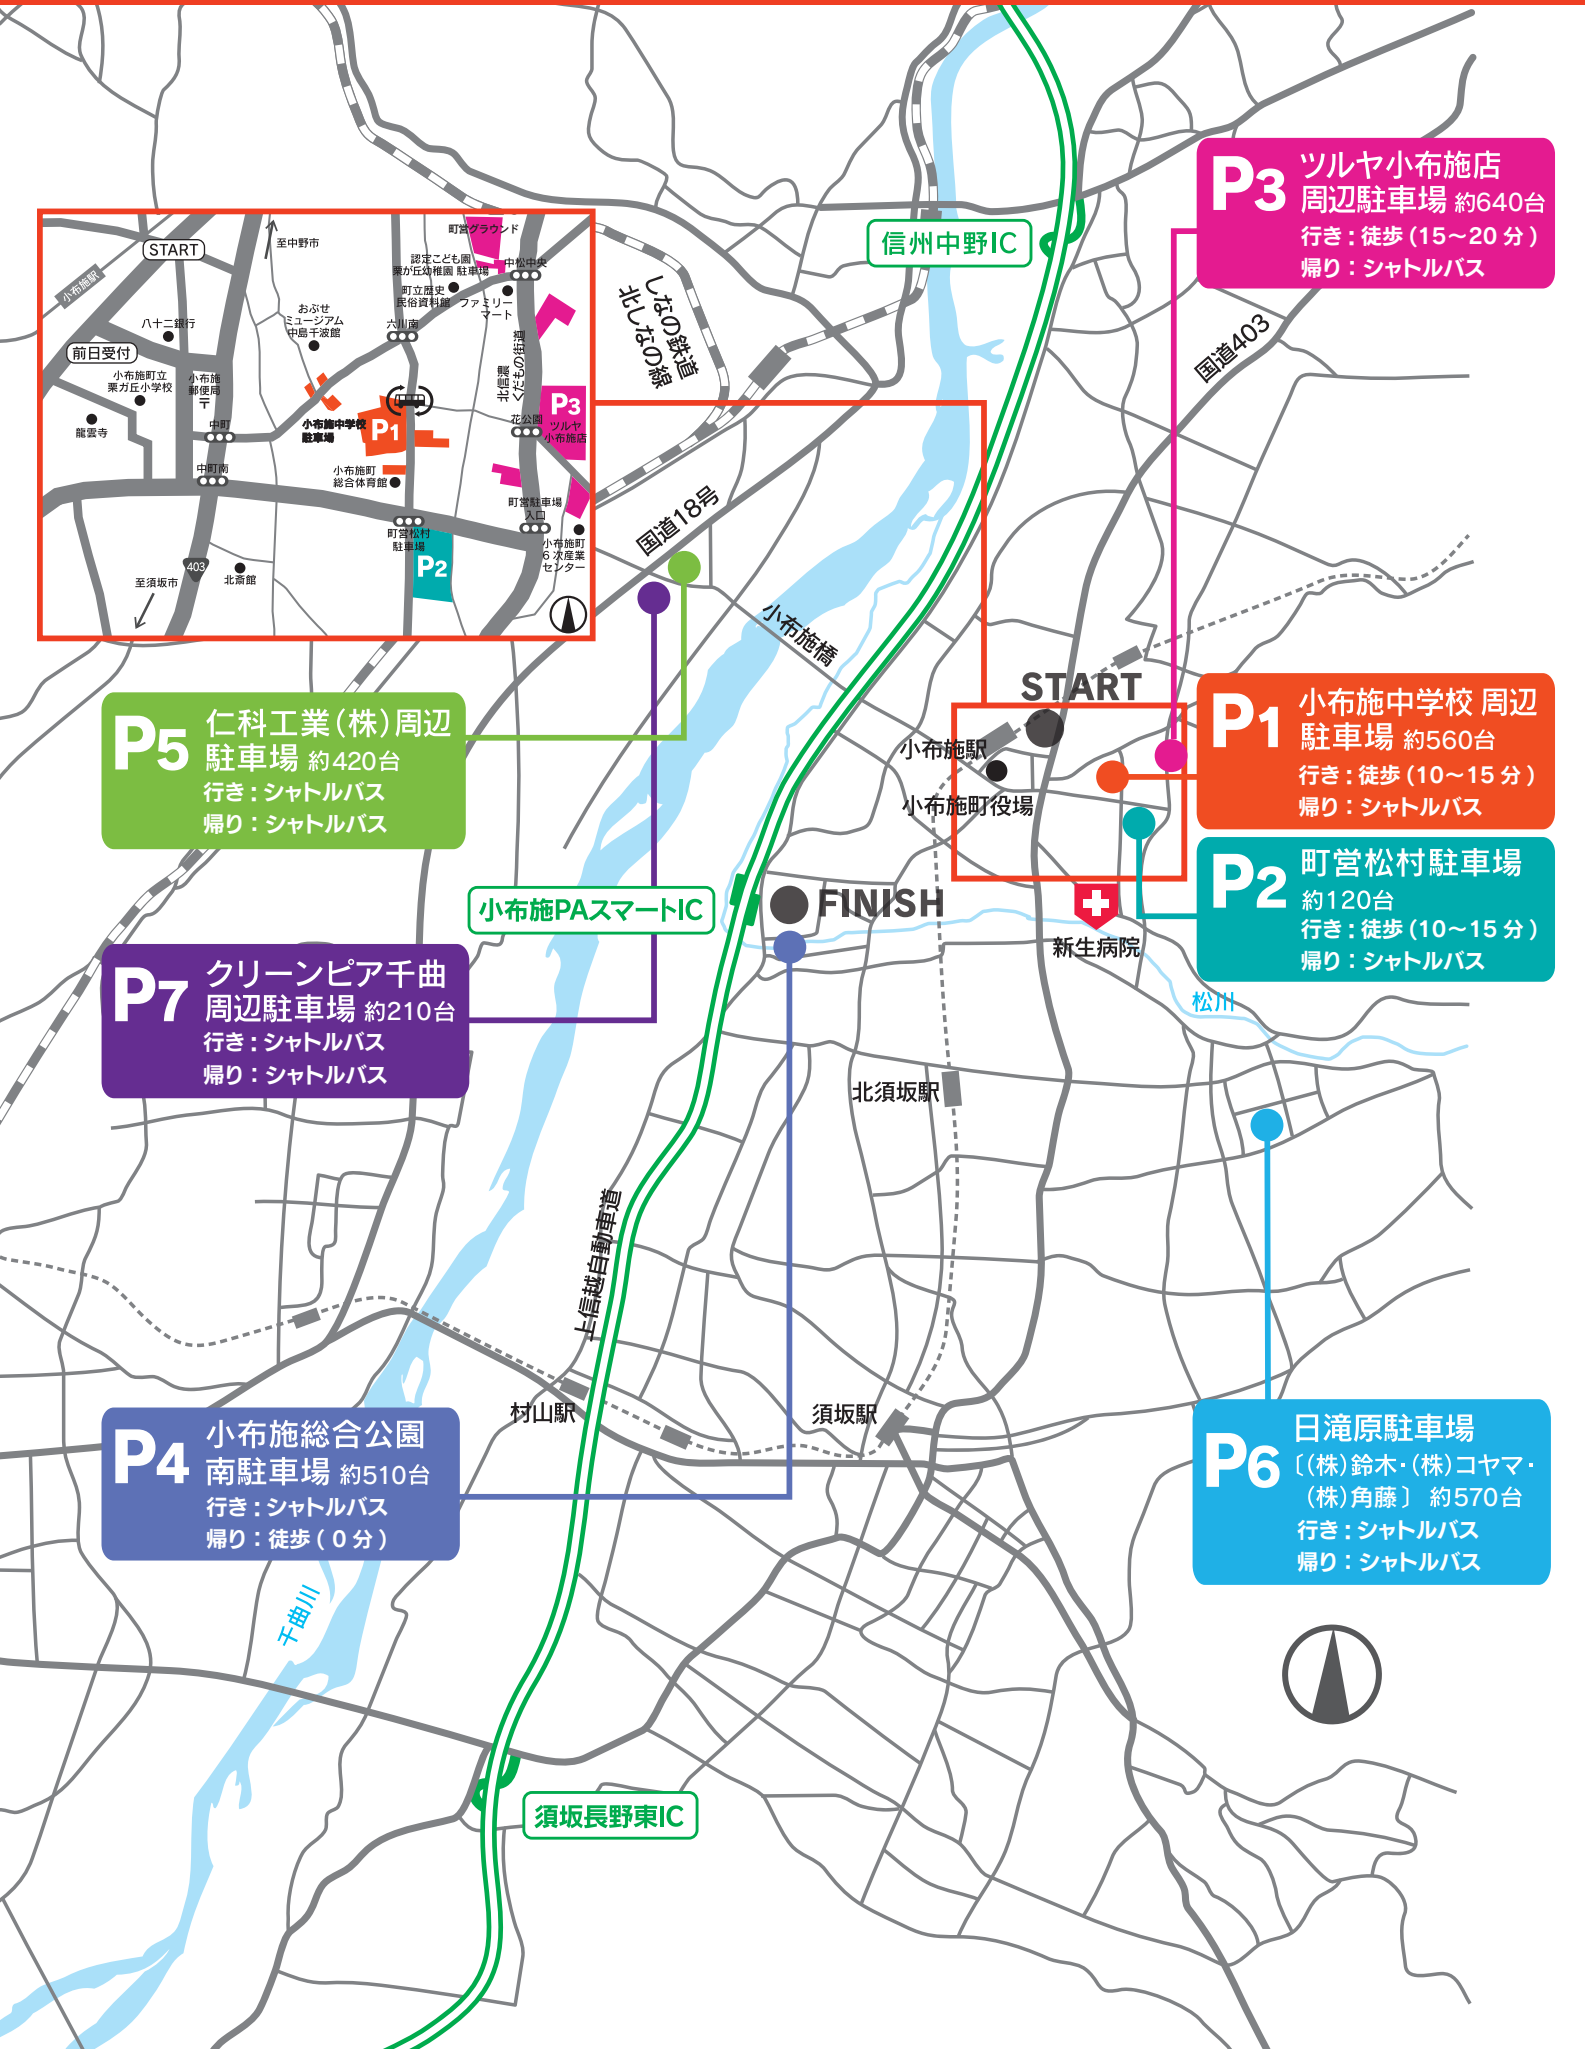 P3
ツルヤ小布施店
周辺駐車場 約640台
行き：徒歩（15～20 分）
帰り：シャトルバス
信州中野IC
START
至中野市
町営グラウンド
小布施駅
認定こども園
栗が丘幼稚園 駐車場
中松中央
町立歴史
民俗資料館
ファミリー
マート
おぶせ
ミュージアム
中島千波館
八十二銀行
六川南
前日受付
小布施町立
栗ガ丘小学校
小布施
郵便局
〒
北信濃
くだもの街道
P3
ツルヤ
小布施店
花公園
龍雲寺
中町
小布施中学校
駐車場
P1
中町南
小布施町
総合体育館
町営駐車場
入口
町営松村
駐車場
P2
小布施町
6次産業
センター
403
至須坂市
北斎館
しなの鉄道
北しなの線
国道403
国道18号
小布施橋
START
小布施駅
小布施町役場
P1
小布施中学校 周辺
駐車場 約560台
行き：徒歩（10～15 分）
帰り：シャトルバス
P5
仁科工業（株）周辺
駐車場 約420台
行き：シャトルバス
帰り：シャトルバス
P2
町営松村駐車場
約120台
行き：徒歩（10～15 分）
帰り：シャトルバス
小布施PAスマートIC
FINISH
新生病院
松川
P7
クリーンピア千曲
周辺駐車場 約210台
行き：シャトルバス
帰り：シャトルバス
北須坂駅
上信越自動車道
村山駅
須坂駅
P4
小布施総合公園
南駐車場 約510台
行き：シャトルバス
帰り：徒歩（ 0 分）
P6
日滝原駐車場
〔（株）鈴木・（株）コヤマ・
（株）角藤〕 約570台
行き：シャトルバス
帰り：シャトルバス
千曲川
須坂長野東IC